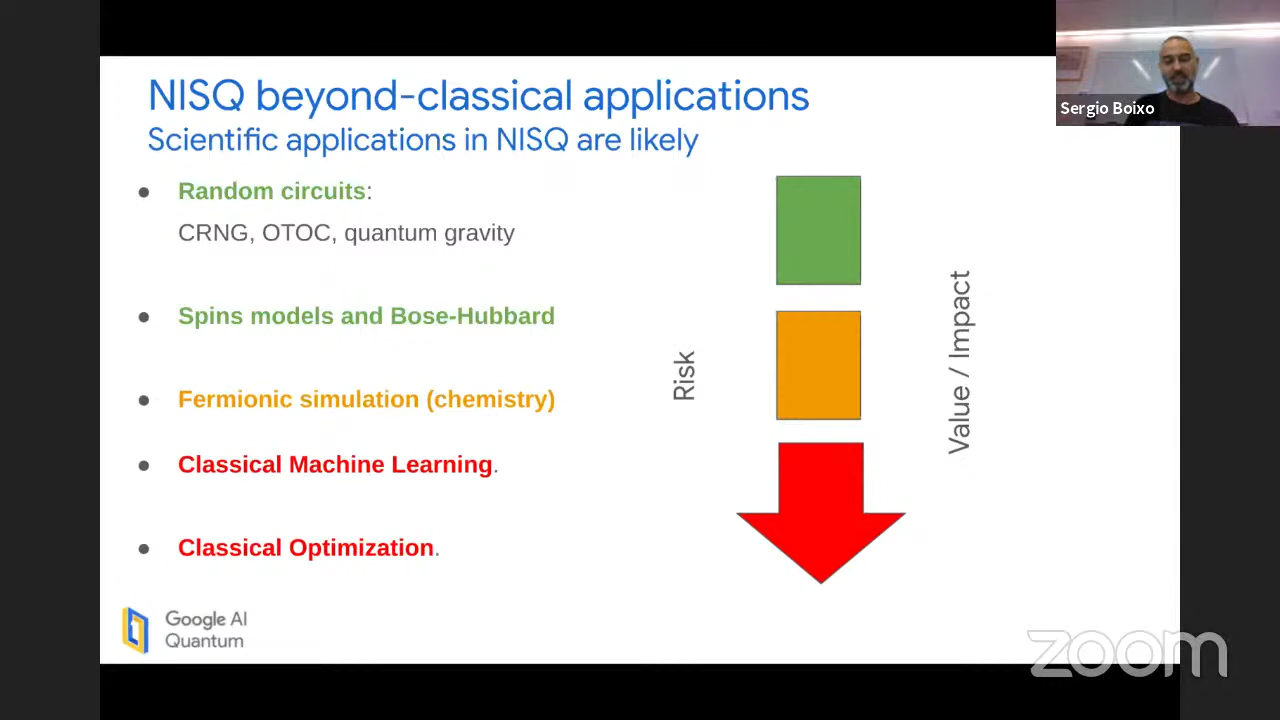 NISQ beyond-classical applications
Scientific applications in NISQ are likely
Sergio Boixo
● Random circuits:
CRNG, OTOC, quantum gravity
● Spins models and Bose-Hubbard
● Fermionic simulation (chemistry)
● Classical Machine Learning.
● Classical Optimization.
Risk
Value / Impact
Google AI
Quantum
zoom